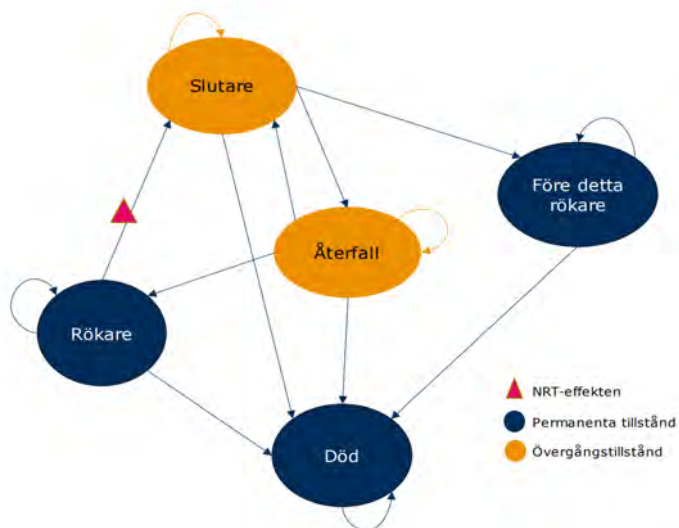 Slutare
Före detta
rökare
Återfall
Rökare
Död
NRT-effekten
Permanenta tillstånd
Övergångstillstånd